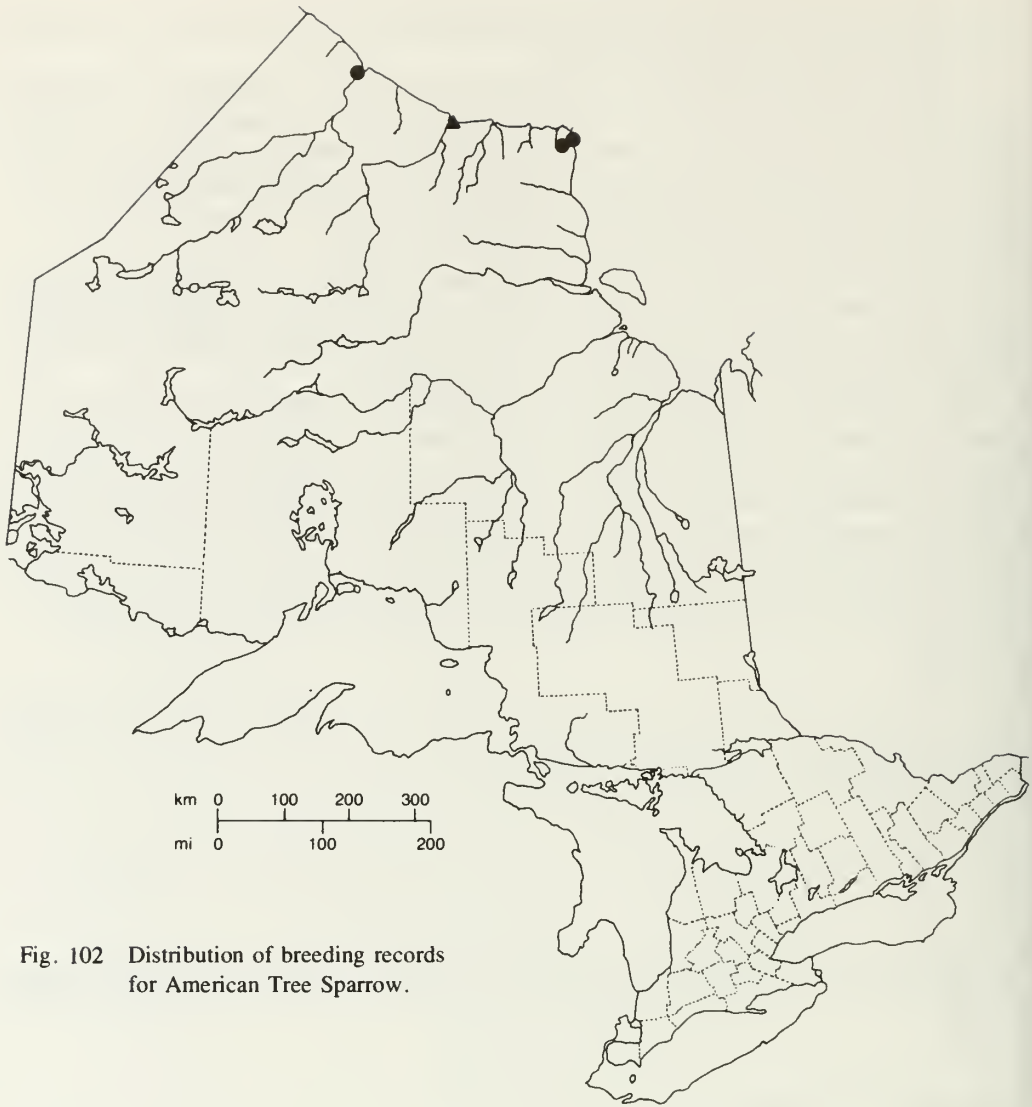 km 0 100 200 300
mi 0 100 200
Fig. 102 Distribution of breeding records
for American Tree Sparrow.